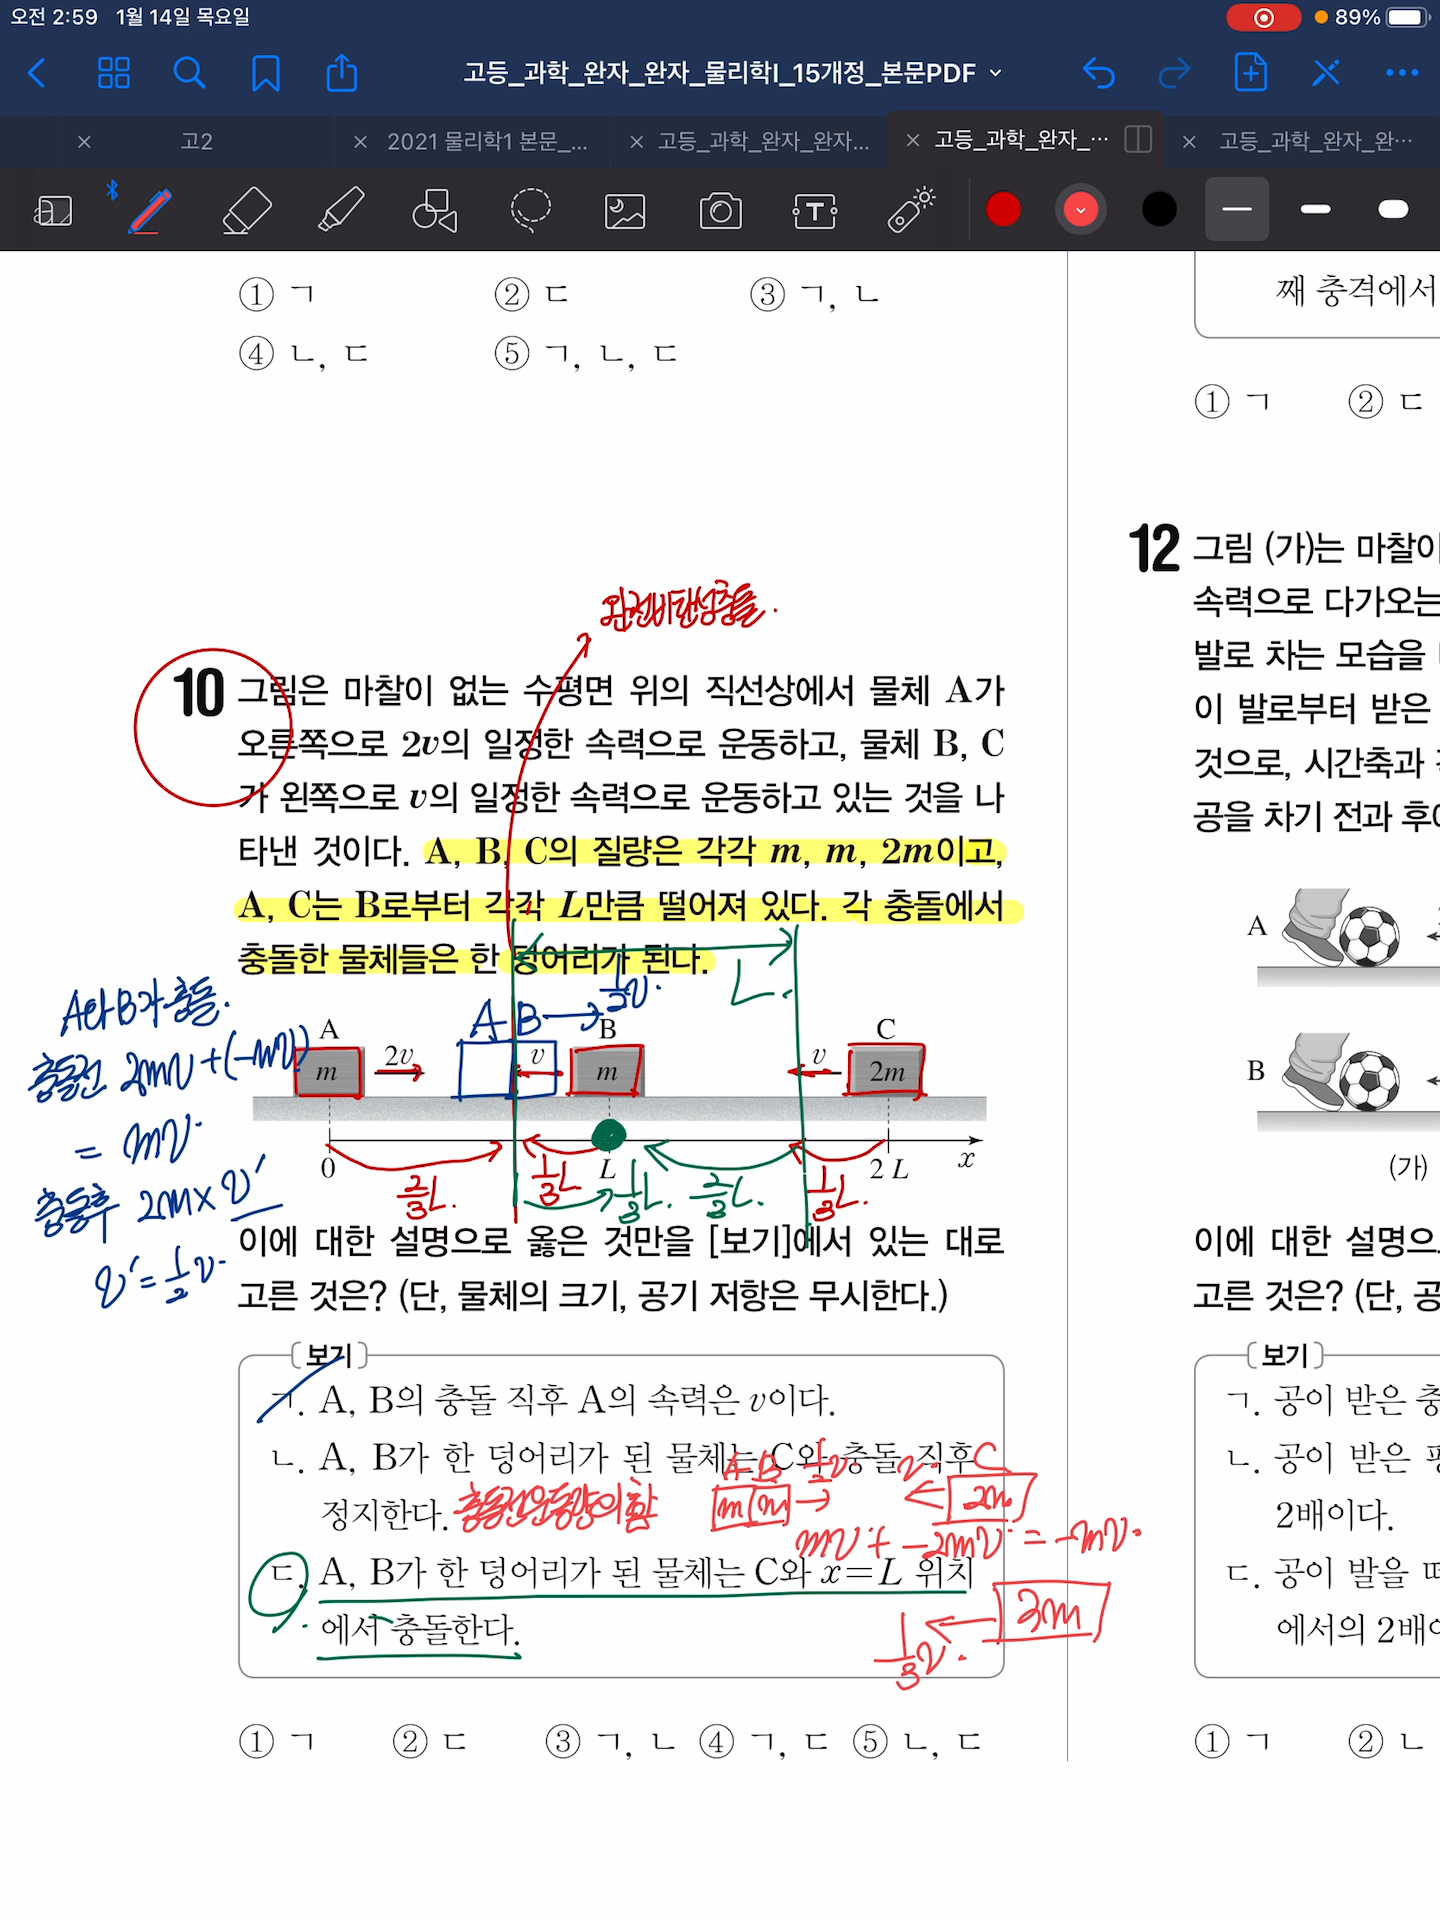 오전 2:59 1월 14일 목요일
89%
고등_과학_완자_완자_물리학I_15개정_본문PDF
고2
2021 물리학1 본문_...
고등_과학_완자_완자...
고등_과학_완자_...
고등_과학_완자_완...
① ㄱ ② ㄷ ③ ㄱ, ㄴ
④ ㄴ, ㄷ ⑤ ㄱ, ㄴ, ㄷ
완전비탄성충돌.
10 그림은 마찰이 없는 수평면 위의 직선상에서 물체 A가
오른쪽으로 2v의 일정한 속력으로 운동하고, 물체 B, C
가 왼쪽으로 v의 일정한 속력으로 운동하고 있는 것을 나
타낸 것이다. A, B, C의 질량은 각각 m, m, 2m이고,
A, C는 B로부터 각각 L만큼 떨어져 있다. 각 충돌에서
충돌한 물체들은 한 덩어리가 된다.
A와 B가 충돌.
충돌전 2mv+(-mv)
= mv.
충돌후 2m×v′
v′=1/2v.
AB → 1/2v.
L.
A B C
m 2v v m v 2m
0 L 2L x
2/3L. 1/3L 1/3L. 2/3L. 1/3L.
이에 대한 설명으로 옳은 것만을 [보기]에서 있는 대로
고른 것은? (단, 물체의 크기, 공기 저항은 무시한다.)
보기
ㄱ. A, B의 충돌 직후 A의 속력은 v이다.
ㄴ. A, B가 한 덩어리가 된 물체는 C와 충돌 직후
정지한다.
충돌전운동량의합
AB 1/2v v. C
m m → ← 2m
mv + -2mv = -mv.
ㄷ. A, B가 한 덩어리가 된 물체는 C와 x=L 위치
에서 충돌한다.
3m
1/3v.
① ㄱ ② ㄷ ③ ㄱ, ㄴ ④ ㄱ, ㄷ ⑤ ㄴ, ㄷ
째 충격에서
① ㄱ ② ㄷ
12 그림 (가)는 마찰이
속력으로 다가오는
발로 차는 모습을
이 발로부터 받은
것으로, 시간축과
공을 차기 전과 후에
A
B
(가)
이에 대한 설명으
고른 것은? (단, 공
보기
ㄱ. 공이 받은 충
ㄴ. 공이 받은 평
2배이다.
ㄷ. 공이 발을 떠
에서의 2배
① ㄱ ② ㄴ